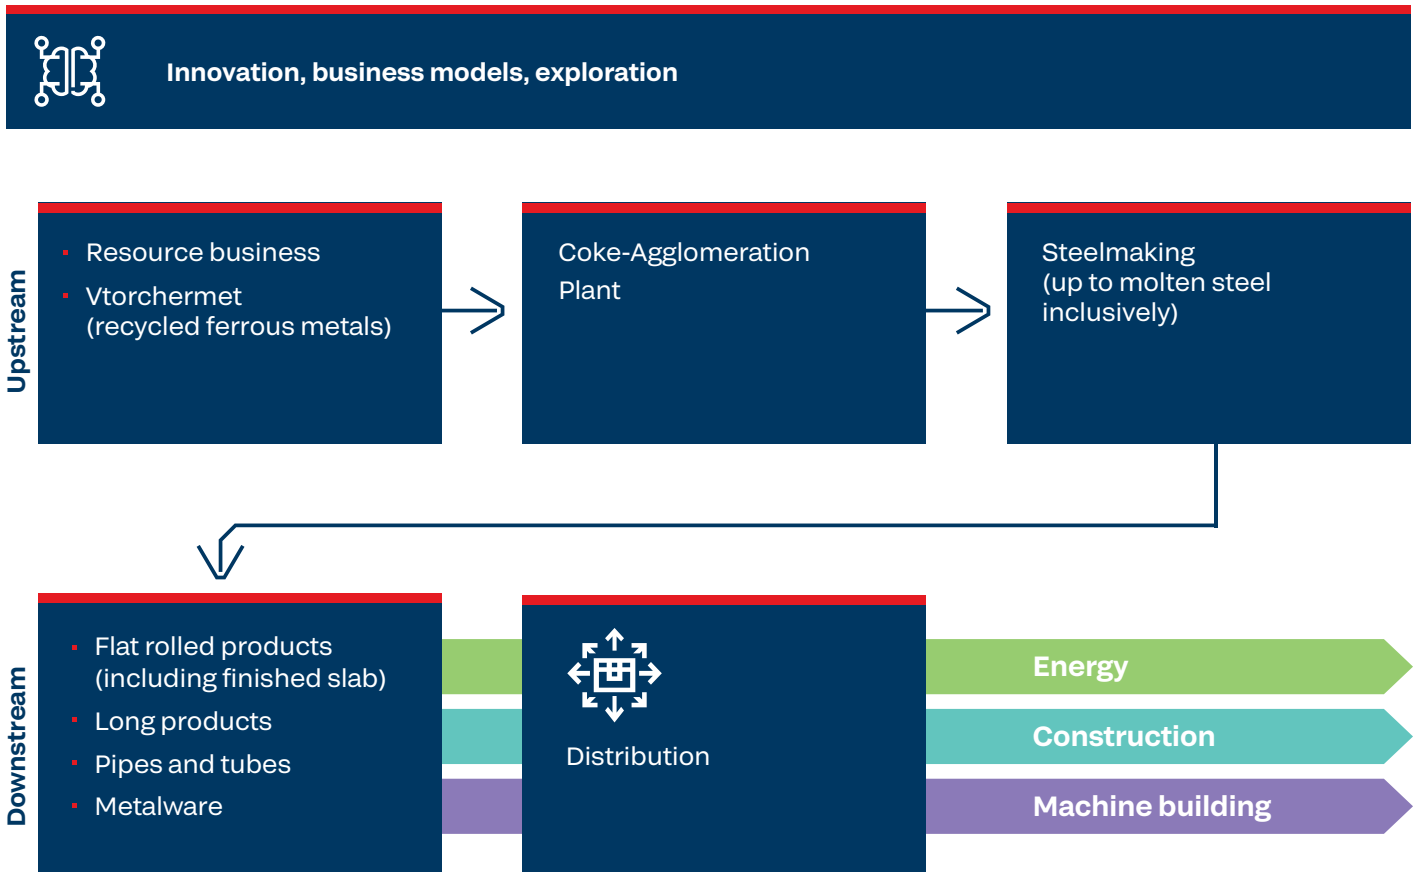 Innovation, business models, exploration
Upstream
Resource business
Vtorchermet
(recycled ferrous metals)
Coke-Agglomeration
Plant
Steelmaking
(up to molten steel
inclusively)
Downstream
Flat rolled products
(including finished slab)
Long products
Pipes and tubes
Metalware
Distribution
Energy
Construction
Machine building